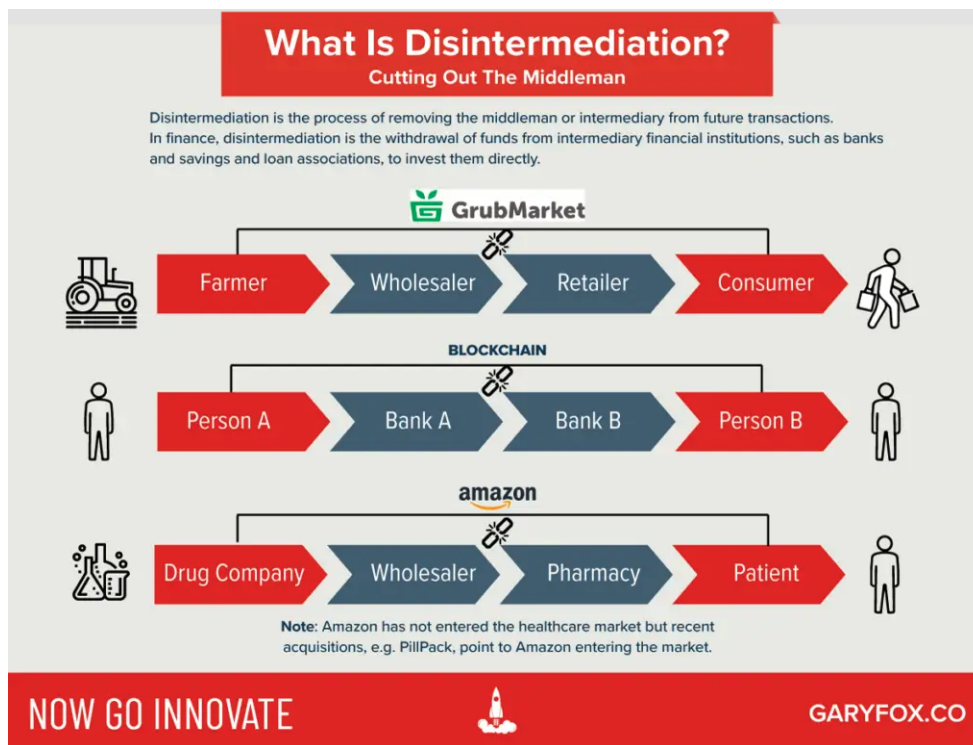 What Is Disintermediation?
Cutting Out The Middleman
Disintermediation is the process of removing the middleman or intermediary from future transactions.
In finance, disintermediation is the withdrawal of funds from intermediary financial institutions, such as banks
and savings and loan associations, to invest them directly.
GrubMarket
Farmer Wholesaler Retailer Consumer
BLOCKCHAIN
Person A Bank A Bank B Person B
amazon
Drug Company Wholesaler Pharmacy Patient
Note: Amazon has not entered the healthcare market but recent
acquisitions, e.g. PillPack, point to Amazon entering the market.
NOW GO INNOVATE GARYFOX.CO